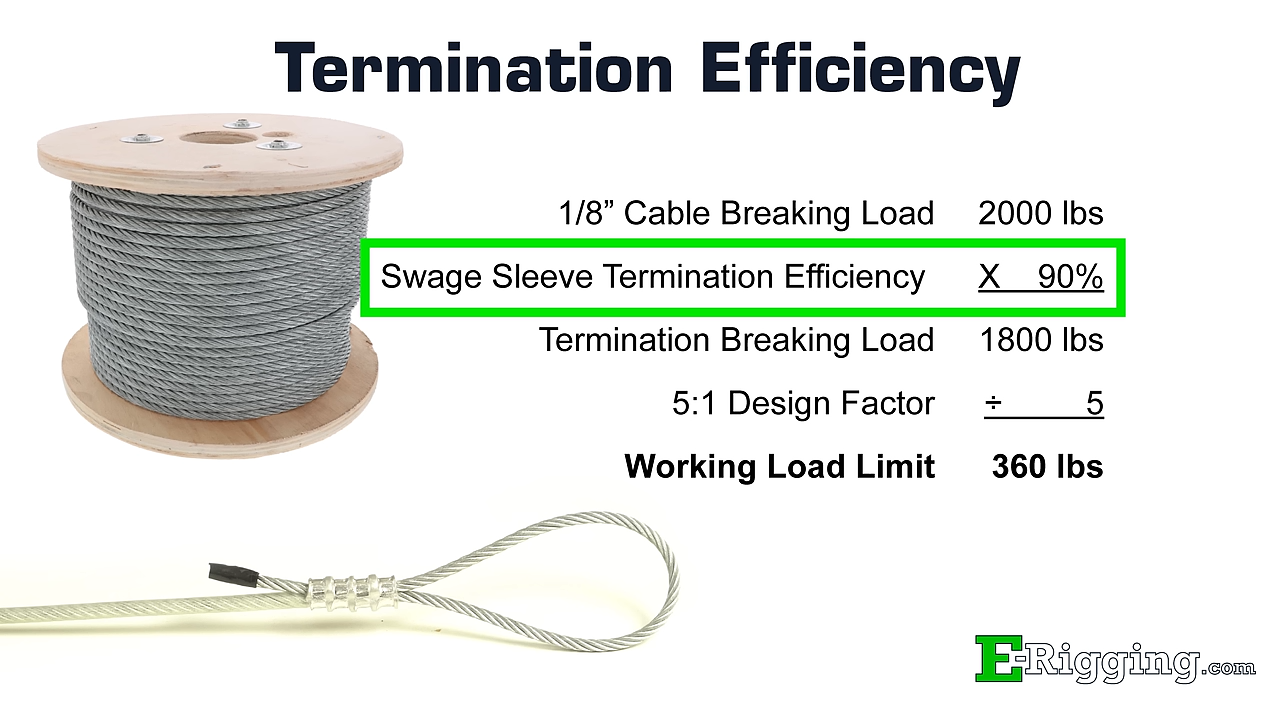 Termination Efficiency
1/8” Cable Breaking Load 2000 lbs
Swage Sleeve Termination Efficiency X 90%
Termination Breaking Load 1800 lbs
5:1 Design Factor ÷ 5
Working Load Limit 360 lbs
E-Rigging.com